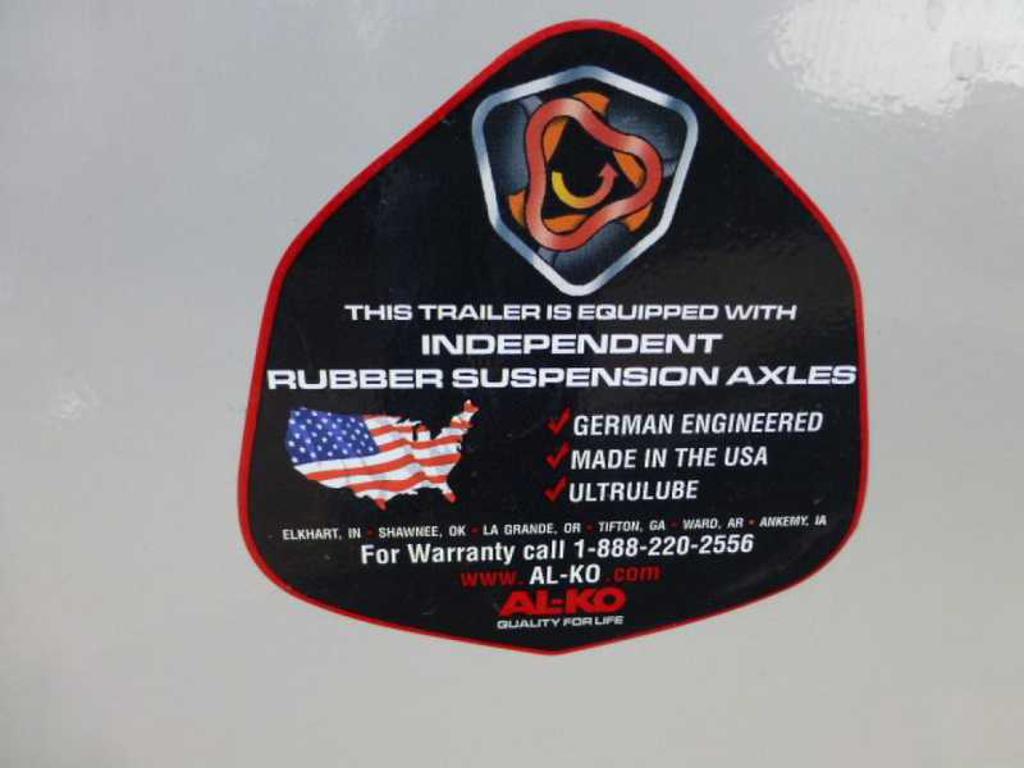 THIS TRAILER IS EQUIPPED WITH
INDEPENDENT
RUBBER SUSPENSION AXLES
GERMAN ENGINEERED
MADE IN THE USA
ULTRULUBE
ELKHART, IN • SHAWNEE, OK • LA GRANDE, OR • TIFTON, GA • WARD, AR • ANKEMY, IA
For Warranty call 1-888-220-2556
www.AL-KO.com
AL-KO
QUALITY FOR LIFE